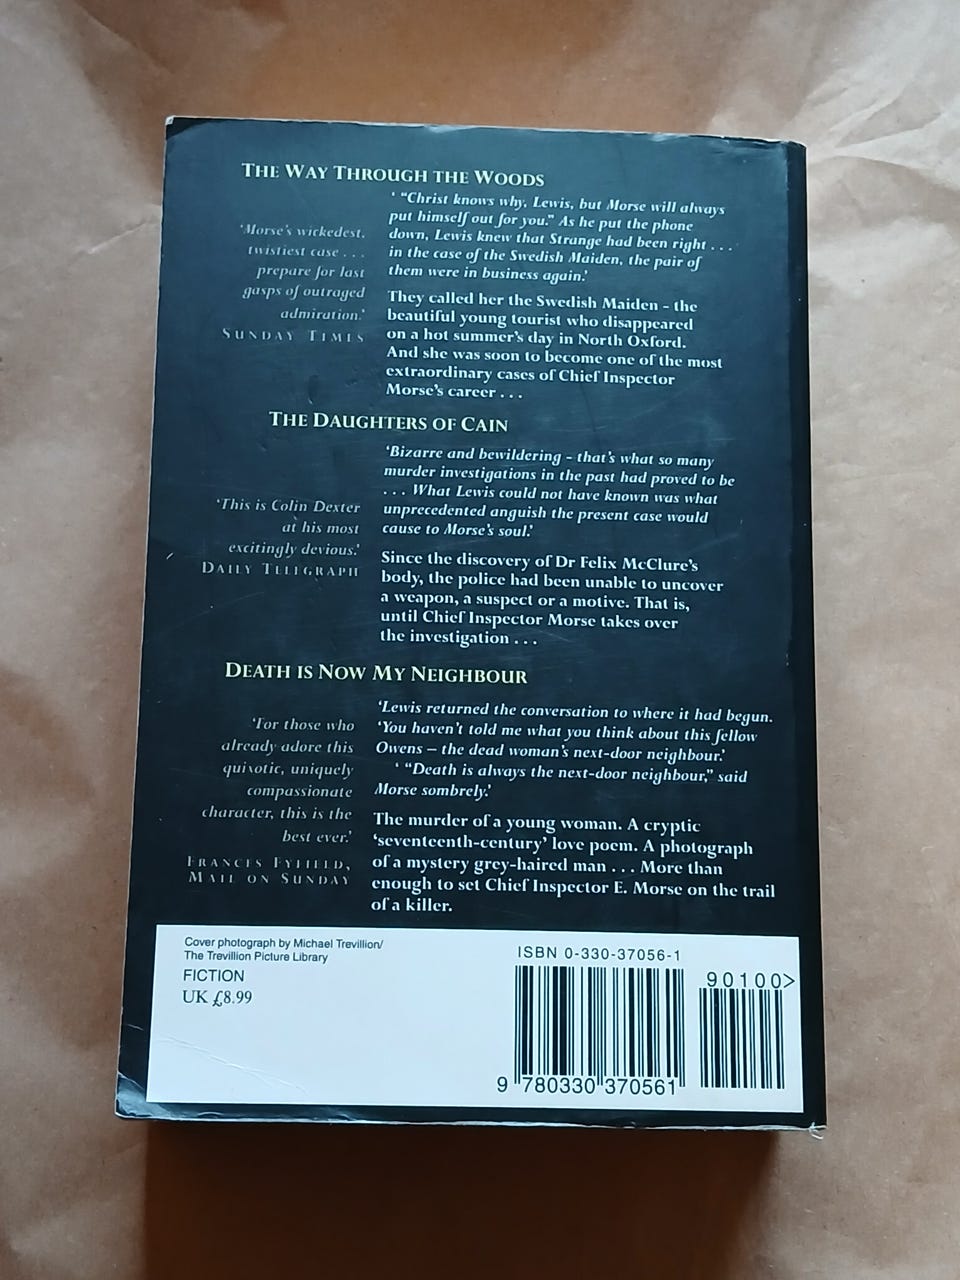 THE WAY THROUGH THE WOODS
'Morse's wickedest,
twistiest case . . .
prepare for last
gasps of outraged
admiration.'
SUNDAY TIMES
' "Christ knows why, Lewis, but Morse will always
put himself out for you." As he put the phone
down, Lewis knew that Strange had been right . . .
in the case of the Swedish Maiden, the pair of
them were in business again.'
They called her the Swedish Maiden – the
beautiful young tourist who disappeared
on a hot summer's day in North Oxford.
And she was soon to become one of the most
extraordinary cases of Chief Inspector
Morse's career . . .
THE DAUGHTERS OF CAIN
'This is Colin Dexter
at his most
excitingly devious.'
DAILY TELEGRAPH
'Bizarre and bewildering – that's what so many
murder investigations in the past had proved to be
. . . What Lewis could not have known was what
unprecedented anguish the present case would
cause to Morse's soul.'
Since the discovery of Dr Felix McClure's
body, the police had been unable to uncover
a weapon, a suspect or a motive. That is,
until Chief Inspector Morse takes over
the investigation . . .
DEATH IS NOW MY NEIGHBOUR
'For those who
already adore this
quixotic, uniquely
compassionate
character, this is the
best ever.'
FRANCES FYFIELD,
MAIL ON SUNDAY
'Lewis returned the conversation to where it had begun.
'You haven't told me what you think about this fellow
Owens – the dead woman's next-door neighbour.'
' "Death is always the next-door neighbour," said
Morse sombrely.'
The murder of a young woman. A cryptic
'seventeenth-century' love poem. A photograph
of a mystery grey-haired man . . . More than
enough to set Chief Inspector E. Morse on the trail
of a killer.
Cover photograph by Michael Trevillion/
The Trevillion Picture Library
FICTION
UK £8.99
ISBN 0-330-37056-1
90100>
9 780330 370561